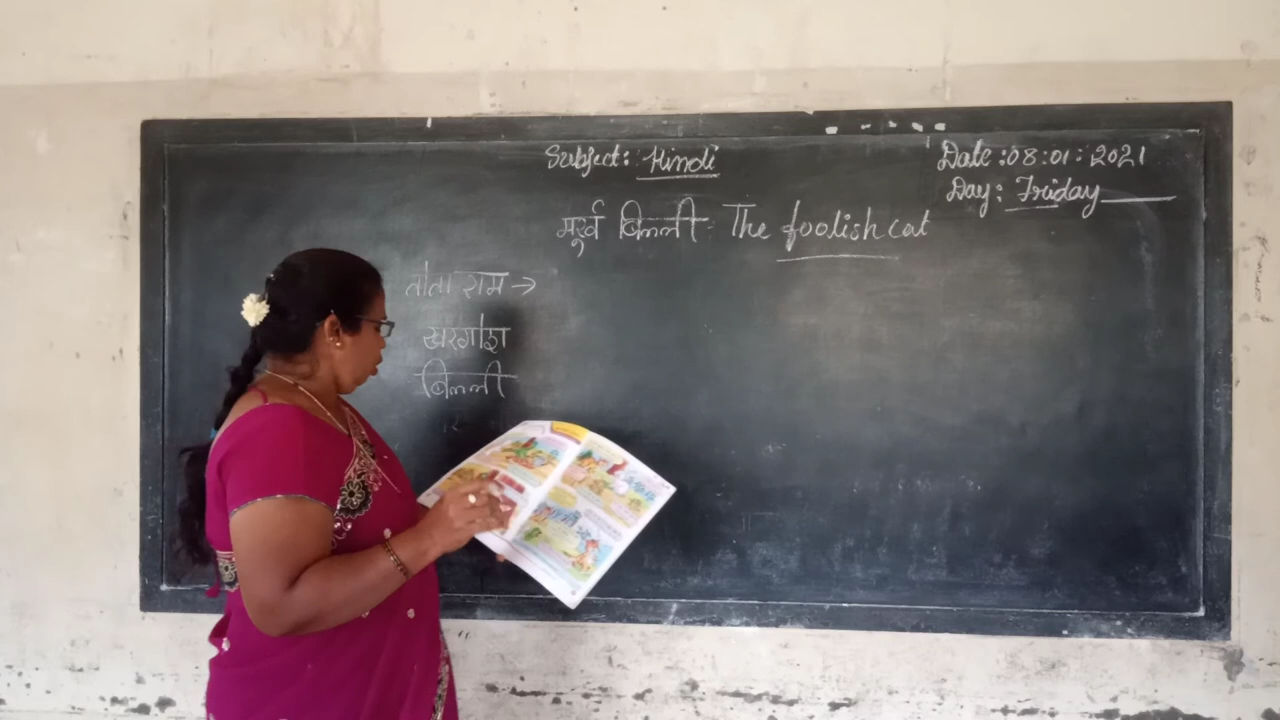 Subject: Hindi
Date: 08:01:2021
Day: Friday
मूर्ख बिल्ली - The foolish cat
तोता राम →
खरगोश
बिल्ली